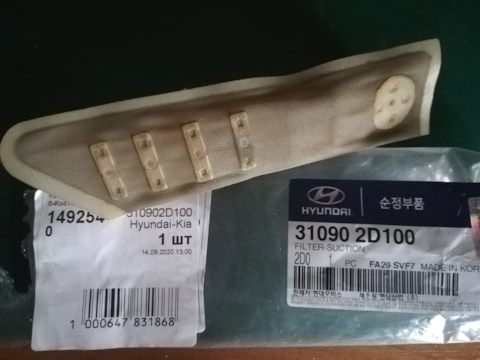 149254
0
310902D100
Hyundai-Kia
1 шт
14.09.2020 13:00
1 000647 831868
HYUNDAI
순정부품
31090 2D100
FILTER-SUCTION
2D0 1 PC FA29 SVF7 MADE IN KOR